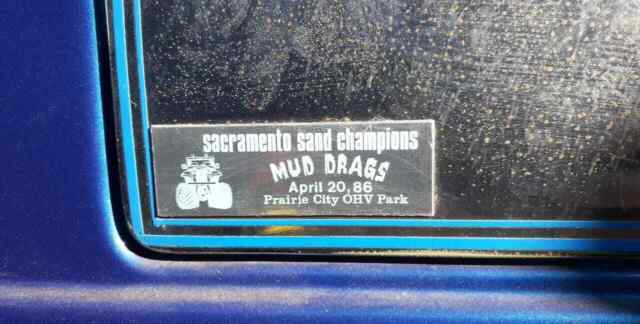 sacramento sand champions
MUD DRAGS
April 20, 86
Prairie City OHV Park